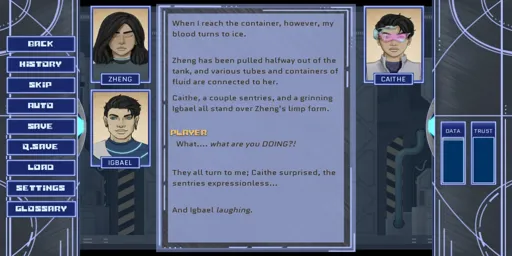 BACK
HISTORY
SKIP
AUTO
SAVE
Q.SAVE
LOAD
SETTINGS
GLOSSARY
ZHENG
IGBAEL
When I reach the container, however, my
blood turns to ice.
Zheng has been pulled halfway out of the
tank, and various tubes and containers of
fluid are connected to her.
Caithe, a couple sentries, and a grinning
Igbael all stand over Zheng's limp form.
PLAYER
What.... what are you DOING?!
They all turn to me; Caithe surprised, the
sentries expressionless...
And Igbael laughing.
CAITHE
DATA
TRUST